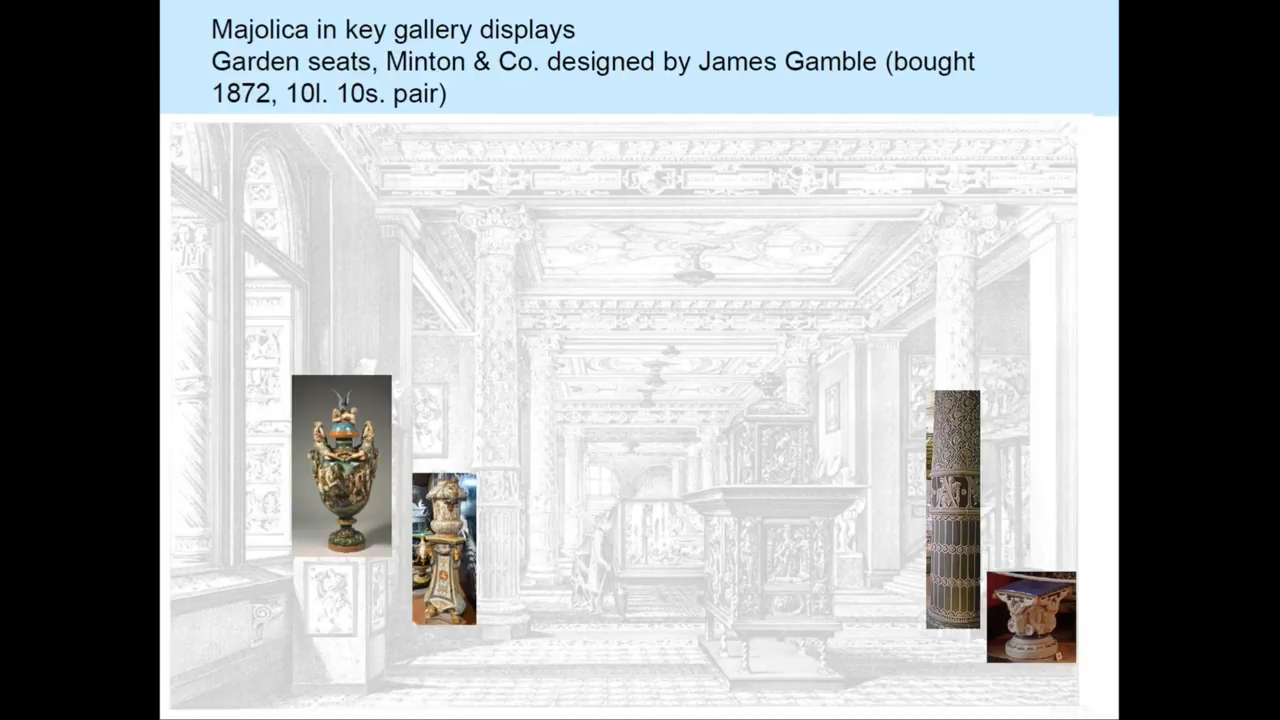 Majolica in key gallery displays
Garden seats, Minton & Co. designed by James Gamble (bought
1872, 10l. 10s. pair)